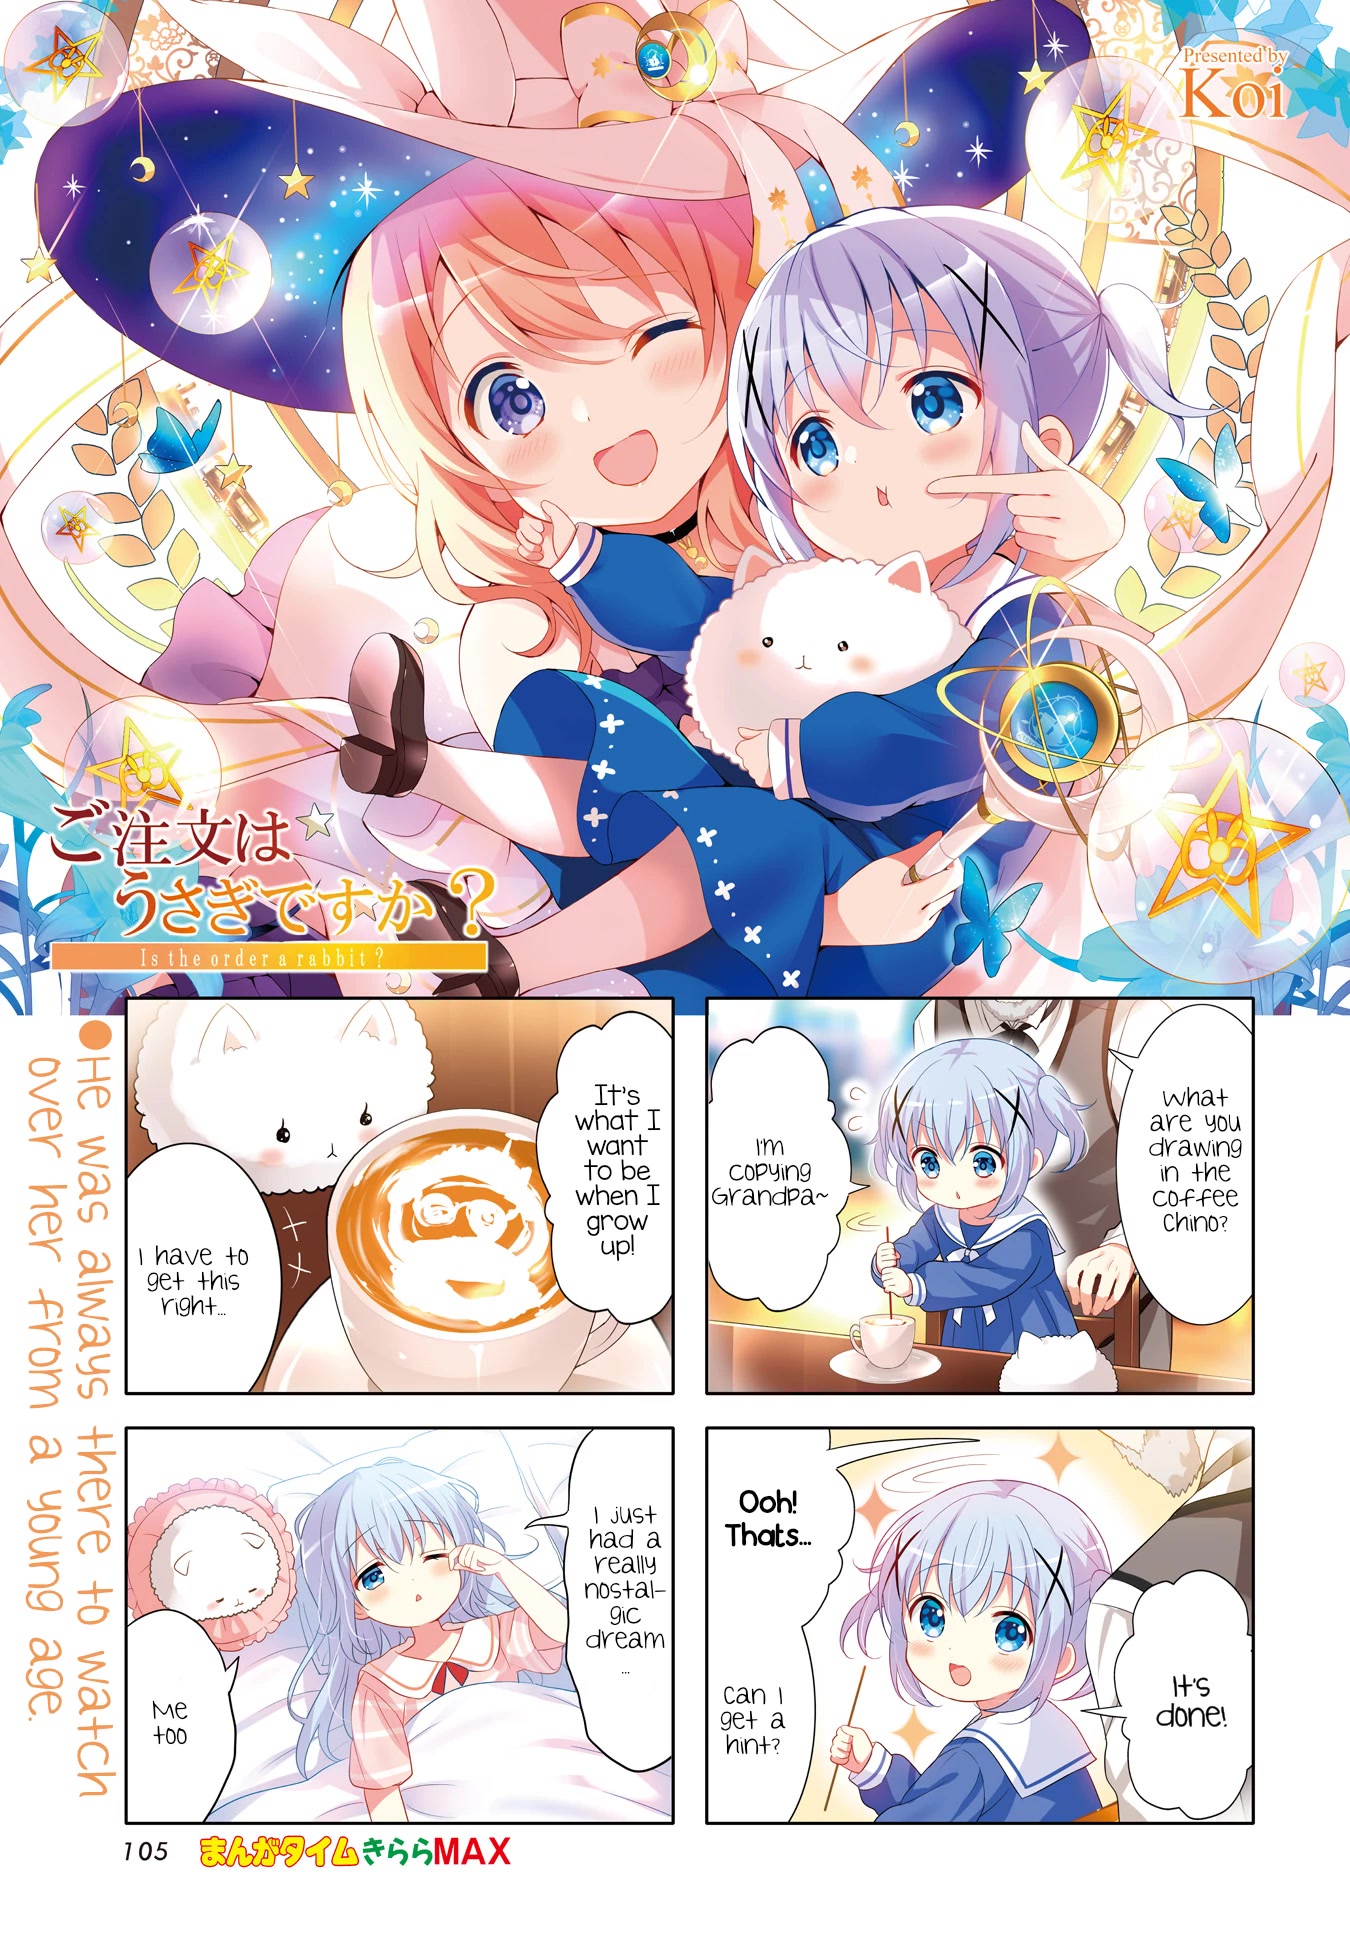 Presented by
Koi
ご注文は
うさぎですか？
Is the order a rabbit?
●He was always there to watch
over her from a young age.
What
are you
drawing
in the
coffee
Chino?
I'm
copying
Grandpa~
It's
done!
Ooh!
Thats...
Can I
get a
hint?
It's
what I
want
to be
when I
grow
up!
I have to
get this
right...
I just
had a
really
nostal-
gic
dream
...
Me
too
105
まんがタイムきららMAX